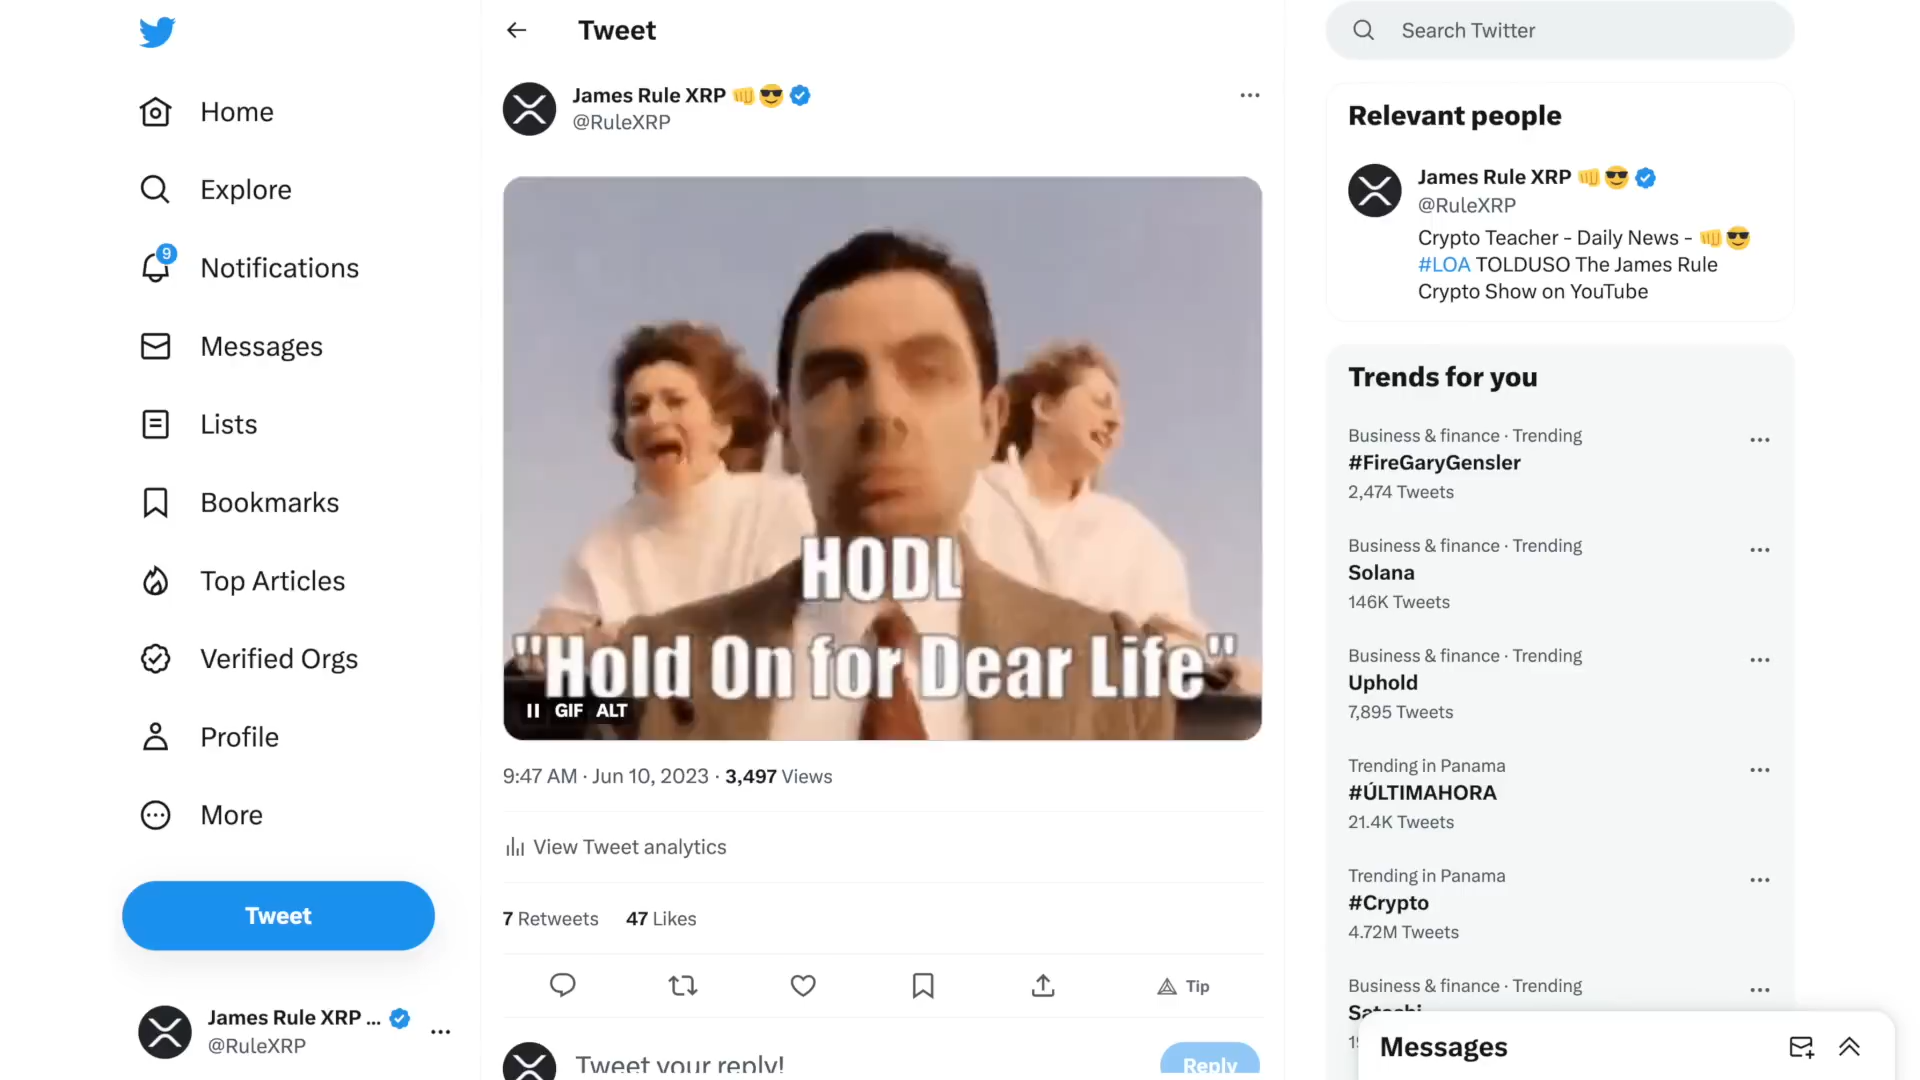 Home
Explore
9
Notifications
Messages
Lists
Bookmarks
Top Articles
Verified Orgs
Profile
More
Tweet
James Rule XRP ...
@RuleXRP
Tweet
James Rule XRP 👊😎
@RuleXRP
HODL
"Hold On for Dear Life"
GIF ALT
9:47 AM · Jun 10, 2023 · 3,497 Views
View Tweet analytics
7 Retweets 47 Likes
Tip
Tweet your reply!
Reply
Search Twitter
Relevant people
James Rule XRP 👊😎
@RuleXRP
Crypto Teacher - Daily News - 👊😎
#LOA TOLDUSO The James Rule
Crypto Show on YouTube
Trends for you
Business & finance · Trending
#FireGaryGensler
2,474 Tweets
Business & finance · Trending
Solana
146K Tweets
Business & finance · Trending
Uphold
7,895 Tweets
Trending in Panama
#ÚLTIMAHORA
21.4K Tweets
Trending in Panama
#Crypto
4.72M Tweets
Business & finance · Trending
Messages